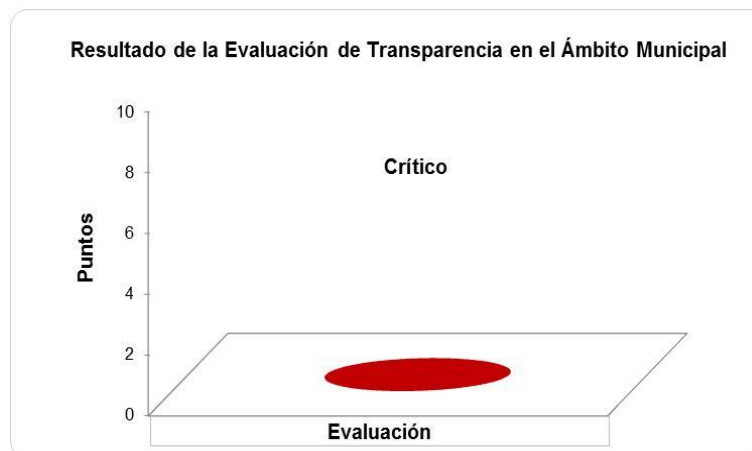 Resultado de la Evaluación de Transparencia en el Ámbito Municipal
10
Crítico
8
6
Puntos
4
2
0
Evaluación